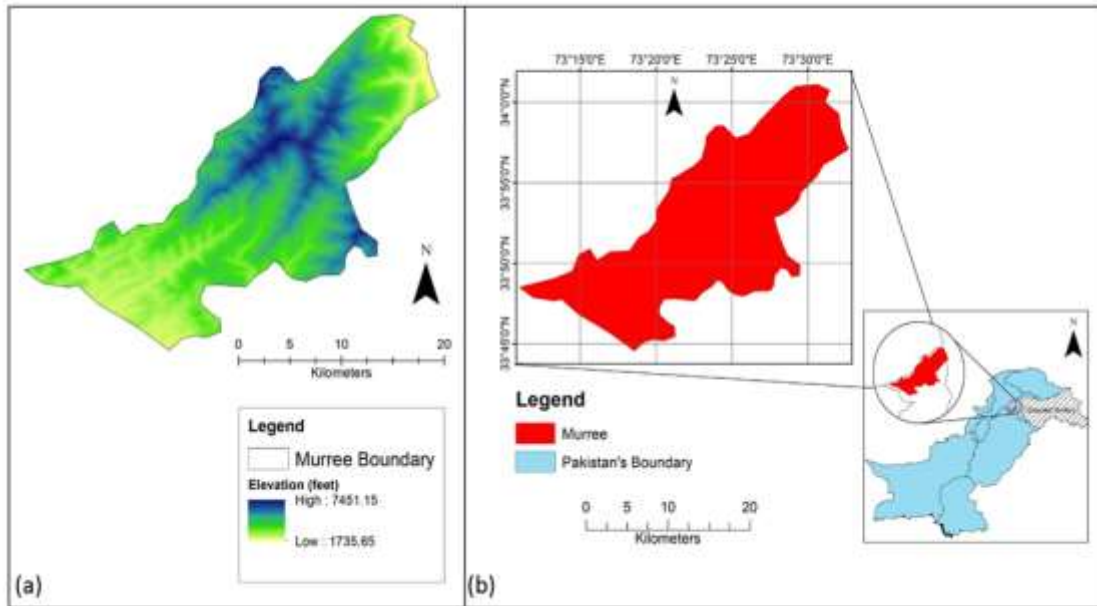 N
0 5 10 20
Kilometers
Legend
Murree Boundary
Elevation (feet)
High : 7451.15
Low : 1735.65
(a)
73°15'0"E 73°20'0"E 73°25'0"E 73°30'0"E
N
34°0'0"N
33°55'0"N
33°50'0"N
33°45'0"N
Legend
Murree
Pakistan's Boundary
0 5 10 20
Kilometers
N
(b)